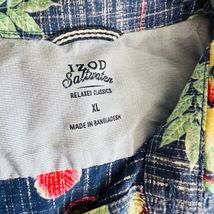 IZOD
Saltwater
RELAXED CLASSICS
XL
MADE IN BANGLADESH